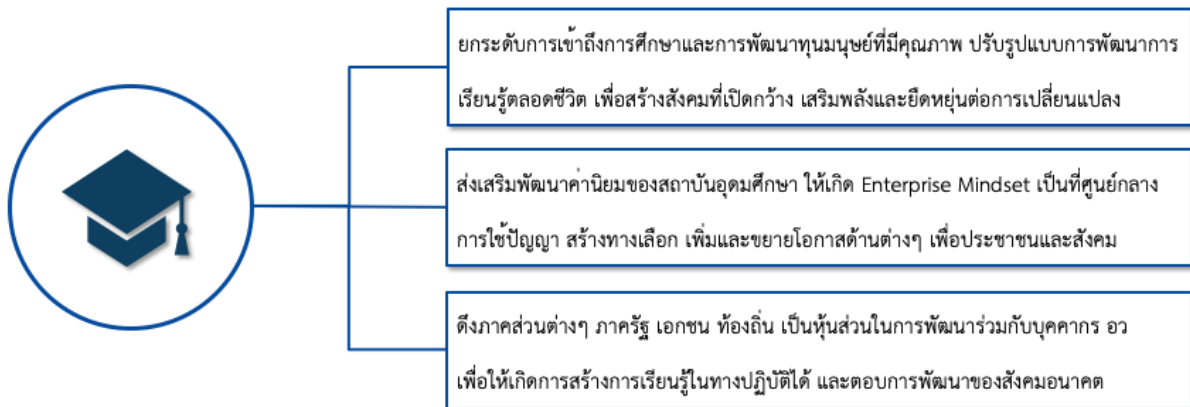 ยกระดับการเข้าถึงการศึกษาและการพัฒนาทุนมนุษย์ที่มีคุณภาพ ปรับรูปแบบการพัฒนาการ
เรียนรู้ตลอดชีวิต เพื่อสร้างสังคมที่เปิดกว้าง เสริมพลังและยืดหยุ่นต่อการเปลี่ยนแปลง
ส่งเสริมพัฒนาค่านิยมของสถาบันอุดมศึกษา ให้เกิด Enterprise Mindset เป็นที่ศูนย์กลาง
การใช้ปัญญา สร้างทางเลือก เพิ่มและขยายโอกาสด้านต่างๆ เพื่อประชาชนและสังคม
ดึงภาคส่วนต่างๆ ภาครัฐ เอกชน ท้องถิ่น เป็นหุ้นส่วนในการพัฒนาร่วมกับบุคคากร อว
เพื่อให้เกิดการสร้างการเรียนรู้ในทางปฏิบัติได้ และตอบการพัฒนาของสังคมอนาคต